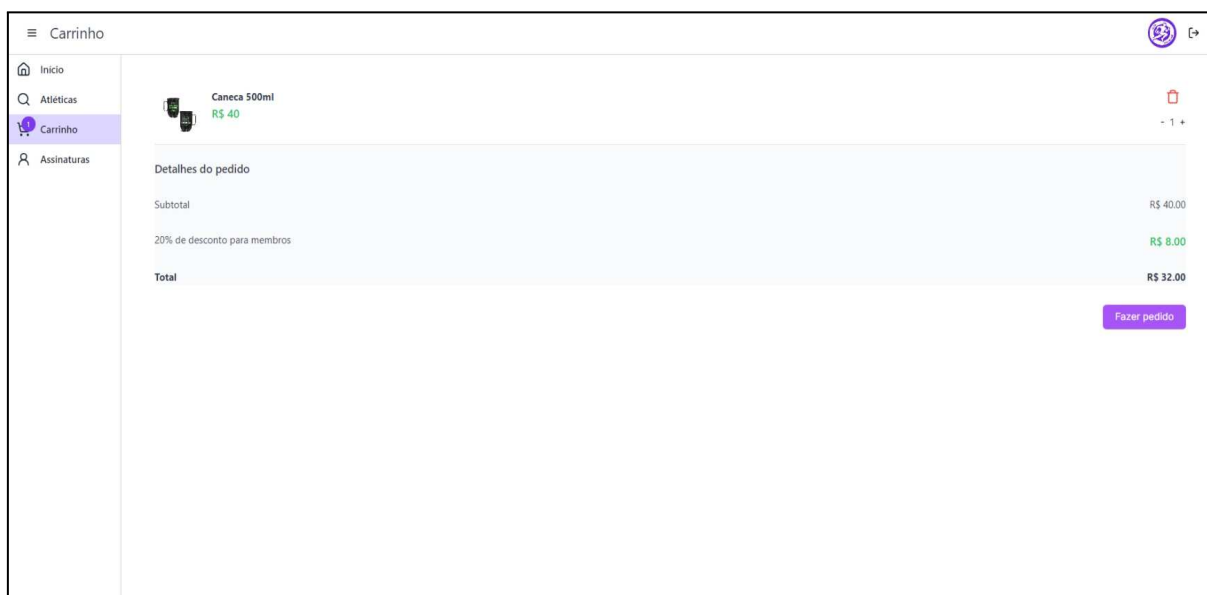 Carrinho
Início
Atléticas
1
Carrinho
Assinaturas
Caneca 500ml
R$ 40
- 1 +
Detalhes do pedido
Subtotal R$ 40.00
20% de desconto para membros R$ 8.00
Total R$ 32.00
Fazer pedido